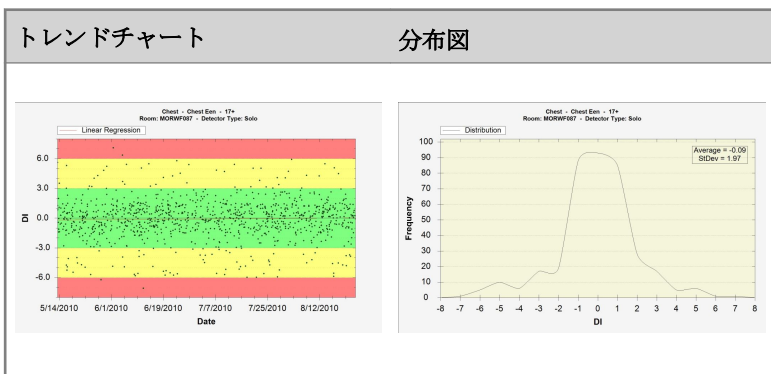 トレンドチャート
分布図
Chest - Chest Een - 17+
Room: MORWF087 - Detector Type: Solo
Linear Regression
6.0
3.0
DI
0.0
-3.0
-6.0
5/14/2010 6/1/2010 6/19/2010 7/7/2010 7/25/2010 8/12/2010
Date
Chest - Chest Een - 17+
Room: MORWF087 - Detector Type: Solo
Distribution
Average = -0.09
StDev = 1.97
100
90
80
70
60
Frequency
50
40
30
20
10
0
-8 -7 -6 -5 -4 -3 -2 -1 0 1 2 3 4 5 6 7 8
DI